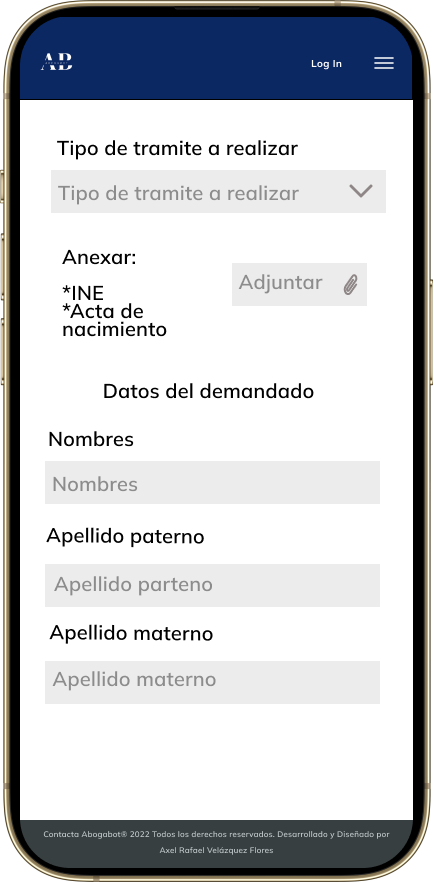 AB
Log In
Tipo de tramite a realizar
Tipo de tramite a realizar
Anexar:
*INE
*Acta de
nacimiento
Adjuntar
Datos del demandado
Nombres
Nombres
Apellido paterno
Apellido parteno
Apellido materno
Apellido materno
Contacta Abogabot® 2022 Todos los derechos reservados. Desarrollado y Diseñado por
Axel Rafael Velázquez Flores